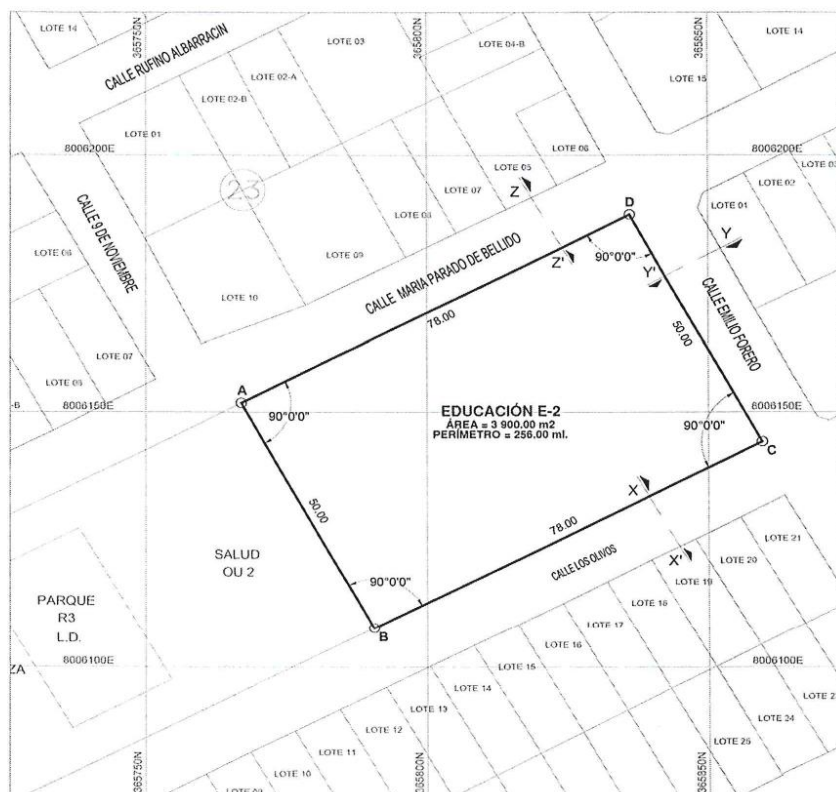 365750N
365800N
365850N
LOTE 14
CALLE RUFINO ALBARRACIN
LOTE 03
LOTE 04-B
LOTE 14
LOTE 15
LOTE 02-A
LOTE 02-B
LOTE 01
8006200E
8006200E
LOTE 06
LOTE 05
LOTE 07
LOTE 08
LOTE 09
LOTE 10
23
Z
D
LOTE 02
LOTE 01
Y
CALLE 9 DE NOVIEMBRE
LOTE 06
LOTE 07
CALLE MARIA PARADO DE BELLIDO
Z'
90°0'0"
Y'
78.00
50.00
CALLE EMILIO FORERO
A
8006150E
8006150E
90°0'0"
EDUCACIÓN E-2
ÁREA = 3 900.00 m2
PERÍMETRO = 256.00 ml.
90°0'0"
C
50.00
X
78.00
SALUD
OU 2
CALLE LOS OLIVOS
X'
LOTE 21
LOTE 20
LOTE 19
LOTE 18
LOTE 17
LOTE 16
LOTE 15
LOTE 14
LOTE 13
LOTE 12
LOTE 11
LOTE 10
90°0'0"
B
PARQUE
R3
L.D.
ZA
8006100E
8006100E
LOTE 24
LOTE 25
365750N
365800N
365850N